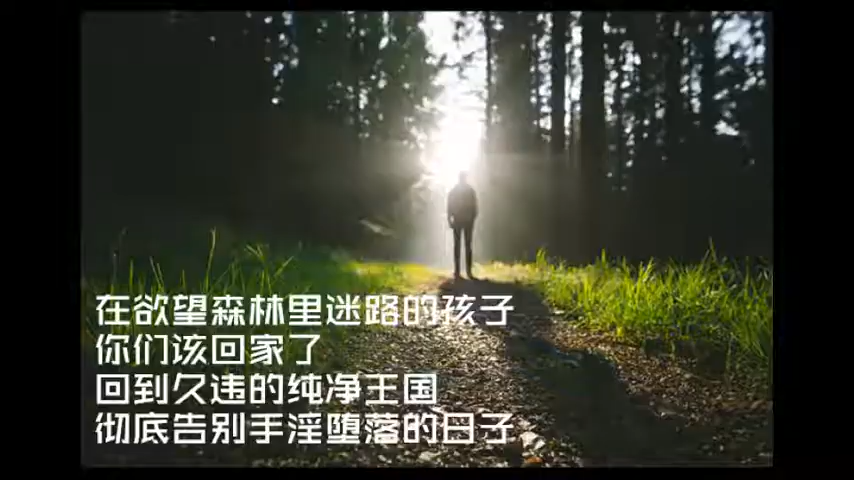 在欲望森林里迷路的孩子
你们该回家了
回到久违的纯净王国
彻底告别手淫堕落的日子